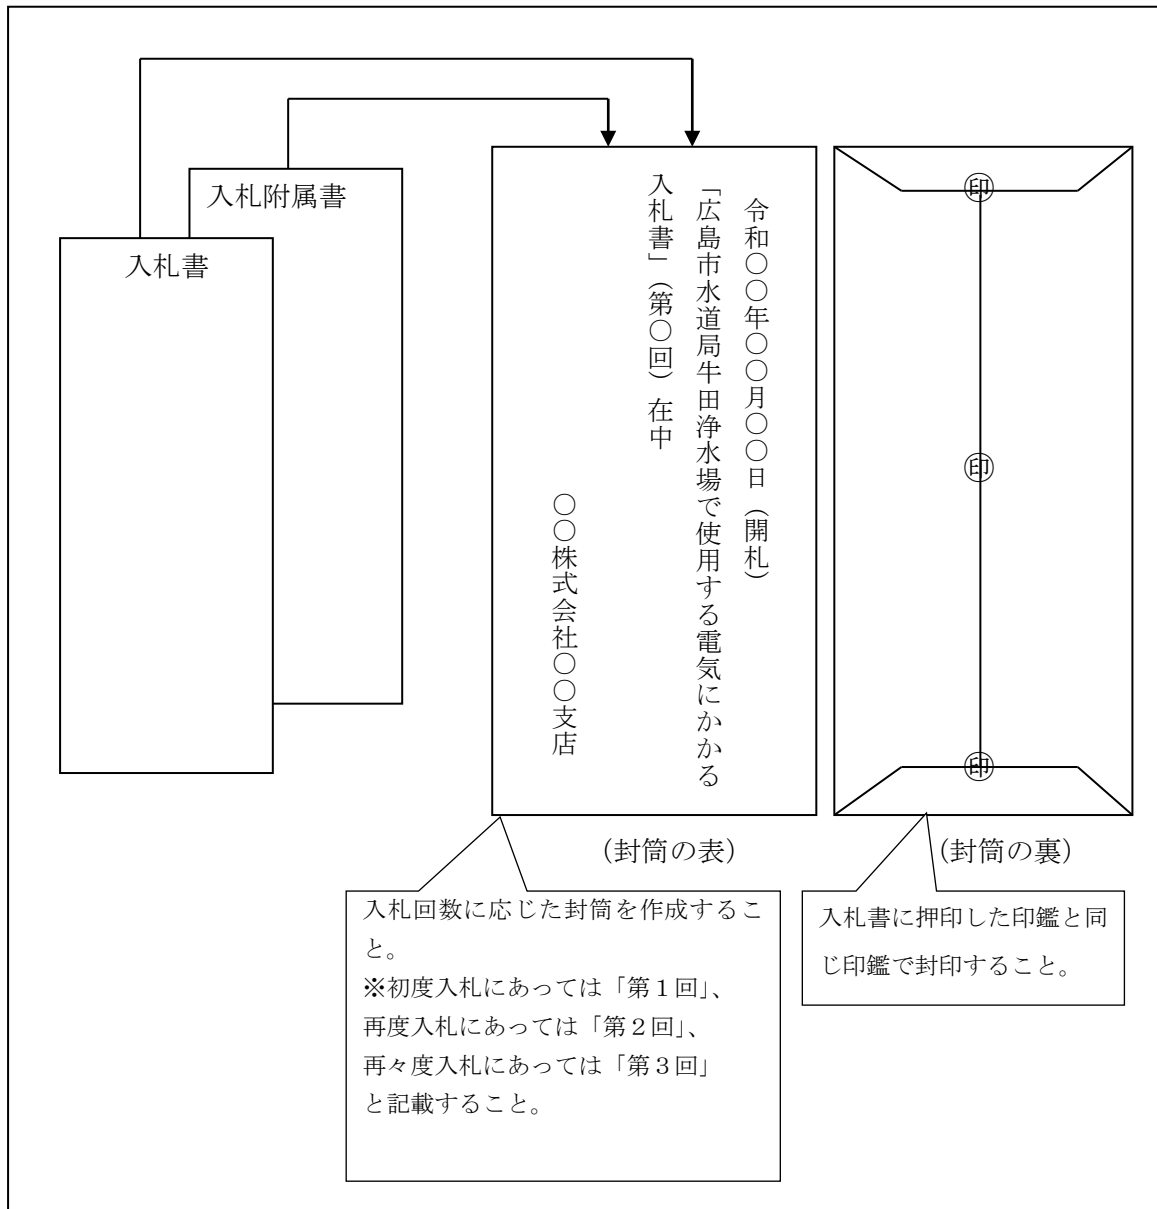 入札附属書
入札書
令和〇〇年〇〇月〇〇日（開札）
「広島市水道局牛田浄水場で使用する電気にかかる
入札書」（第〇回）在中
〇〇株式会社〇〇支店
㊞
㊞
㊞
（封筒の表）
（封筒の裏）
入札回数に応じた封筒を作成するこ
と。
※初度入札にあっては「第１回」、
再度入札にあっては「第２回」、
再々度入札にあっては「第３回」
と記載すること。
入札書に押印した印鑑と同
じ印鑑で封印すること。